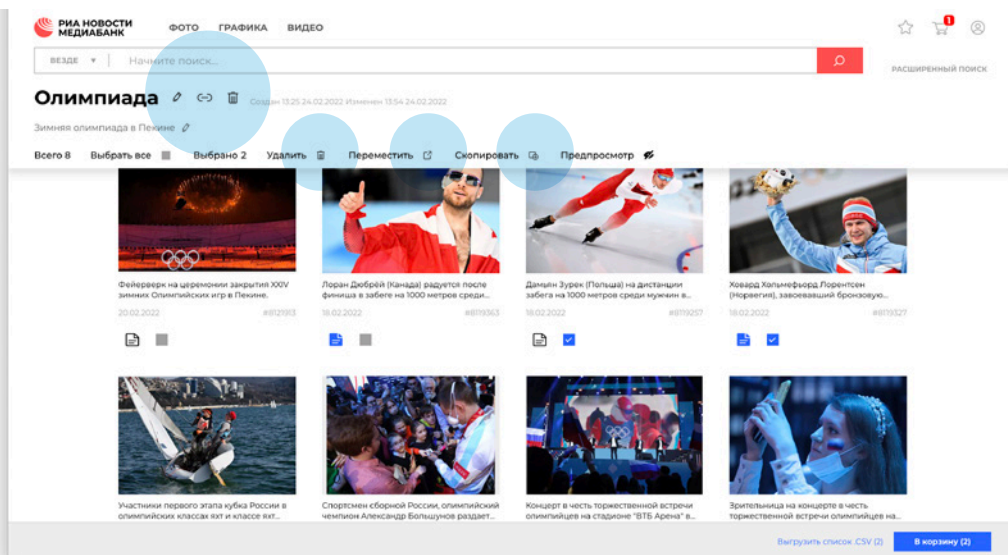 РИА НОВОСТИ
МЕДИАБАНК
ФОТО ГРАФИКА ВИДЕО
1
ВЕЗДЕ Начните поиск...
РАСШИРЕННЫЙ ПОИСК
Олимпиада Создан 13:25 24.02.2022 Изменен 13:54 24.02.2022
Зимняя олимпиада в Пекине
Всего 8 Выбрать все Выбрано 2 Удалить Переместить Скопировать Предпросмотр
Фейерверк на церемонии закрытия XXIV
зимних Олимпийских игр в Пекине.
20.02.2022 #8121913
Лоран Дюбрёй (Канада) радуется после
финиша в забеге на 1000 метров среди...
18.02.2022 #8119363
Дамьян Зурек (Польша) на дистанции
забега на 1000 метров среди мужчин в...
18.02.2022 #8119257
Ховард Хольмефьорд Лорентсен
(Норвегия), завоевавший бронзовую...
18.02.2022 #8119327
Участники первого этапа кубка России в
олимпийских классах яхт и классе яхт...
Спортсмен сборной России, олимпийский
чемпион Александр Большунов раздает...
Концерт в честь торжественной встречи
олимпийцев на стадионе "ВТБ Арена" в...
Зрительница на концерте в честь
торжественной встречи олимпийцев на...
Выгрузить список .CSV (2) В корзину (2)